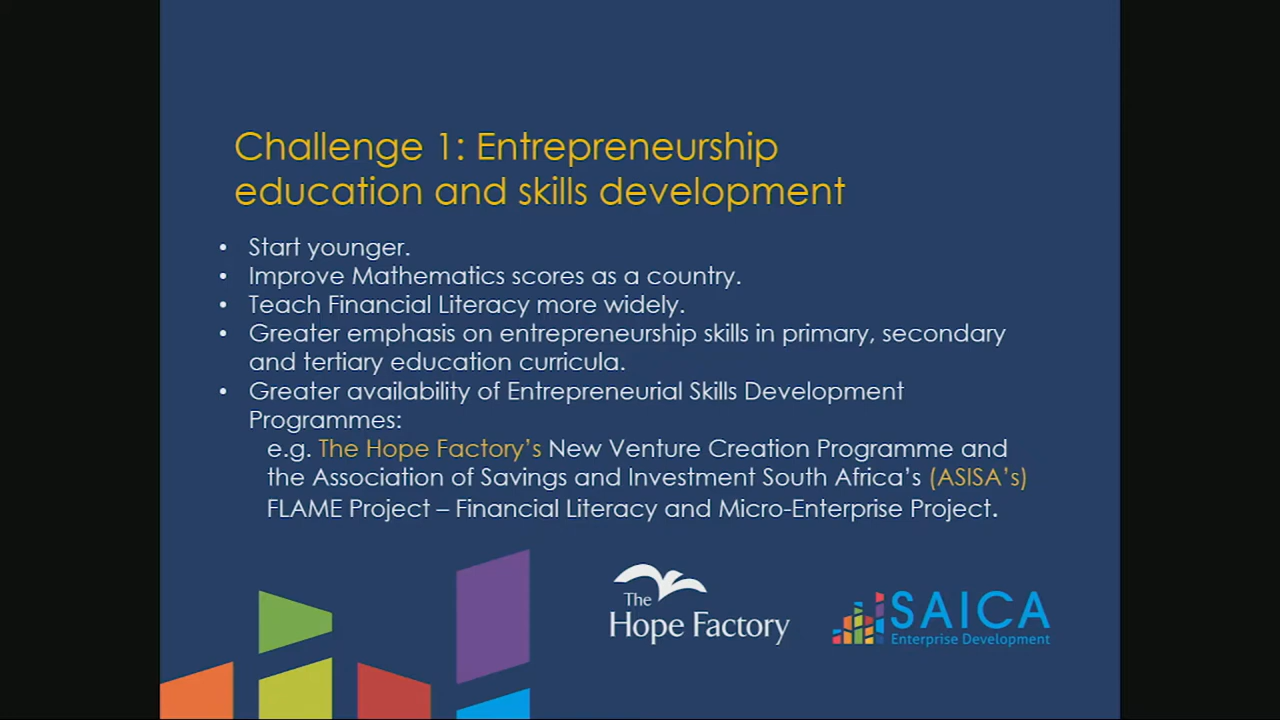 Challenge 1: Entrepreneurship
education and skills development
• Start younger.
• Improve Mathematics scores as a country.
• Teach Financial Literacy more widely.
• Greater emphasis on entrepreneurship skills in primary, secondary
and tertiary education curricula.
• Greater availability of Entrepreneurial Skills Development
Programmes:
e.g. The Hope Factory's New Venture Creation Programme and
the Association of Savings and Investment South Africa's (ASISA's)
FLAME Project – Financial Literacy and Micro-Enterprise Project.
The
Hope Factory
SAICA
Enterprise Development